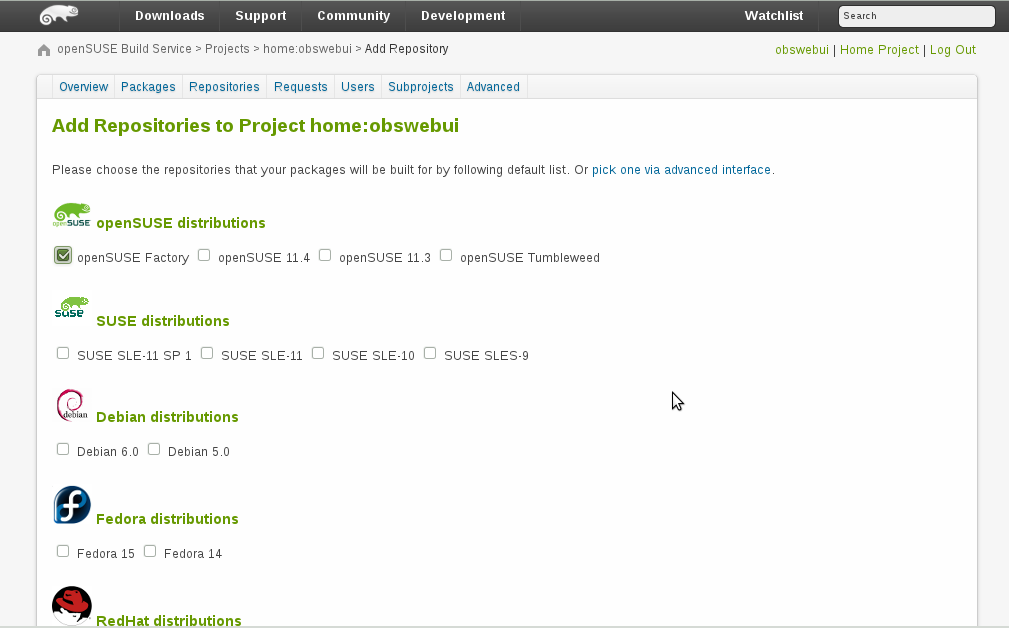 Downloads Support Community Development Watchlist Search
openSUSE Build Service > Projects > home:obswebui > Add Repository
obswebui | Home Project | Log Out
Overview Packages Repositories Requests Users Subprojects Advanced
Add Repositories to Project home:obswebui
Please choose the repositories that your packages will be built for by following default list. Or pick one via advanced interface.
openSUSE
openSUSE distributions
openSUSE Factory openSUSE 11.4 openSUSE 11.3 openSUSE Tumbleweed
suse
SUSE distributions
SUSE SLE-11 SP 1 SUSE SLE-11 SUSE SLE-10 SUSE SLES-9
debian
Debian distributions
Debian 6.0 Debian 5.0
Fedora distributions
Fedora 15 Fedora 14
RedHat distributions